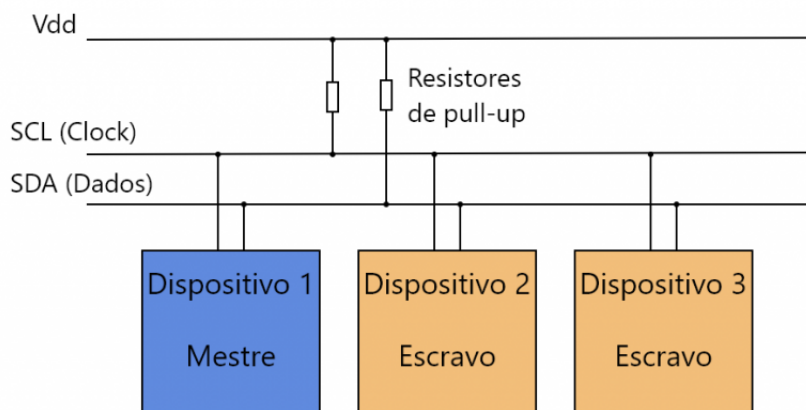 Vdd
Resistores
de pull-up
SCL (Clock)
SDA (Dados)
Dispositivo 1
Mestre
Dispositivo 2
Escravo
Dispositivo 3
Escravo